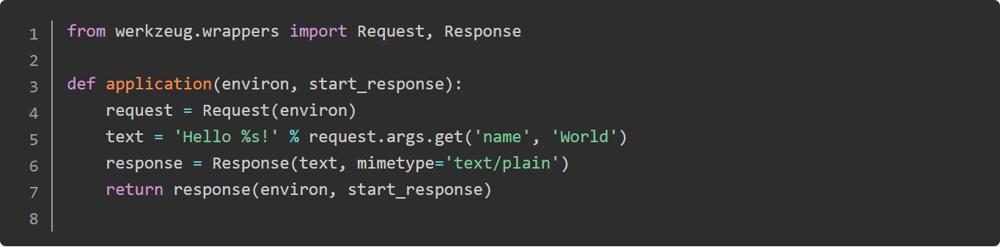 1 from werkzeug.wrappers import Request, Response
2
3 def application(environ, start_response):
4     request = Request(environ)
5     text = 'Hello %s!' % request.args.get('name', 'World')
6     response = Response(text, mimetype='text/plain')
7     return response(environ, start_response)
8